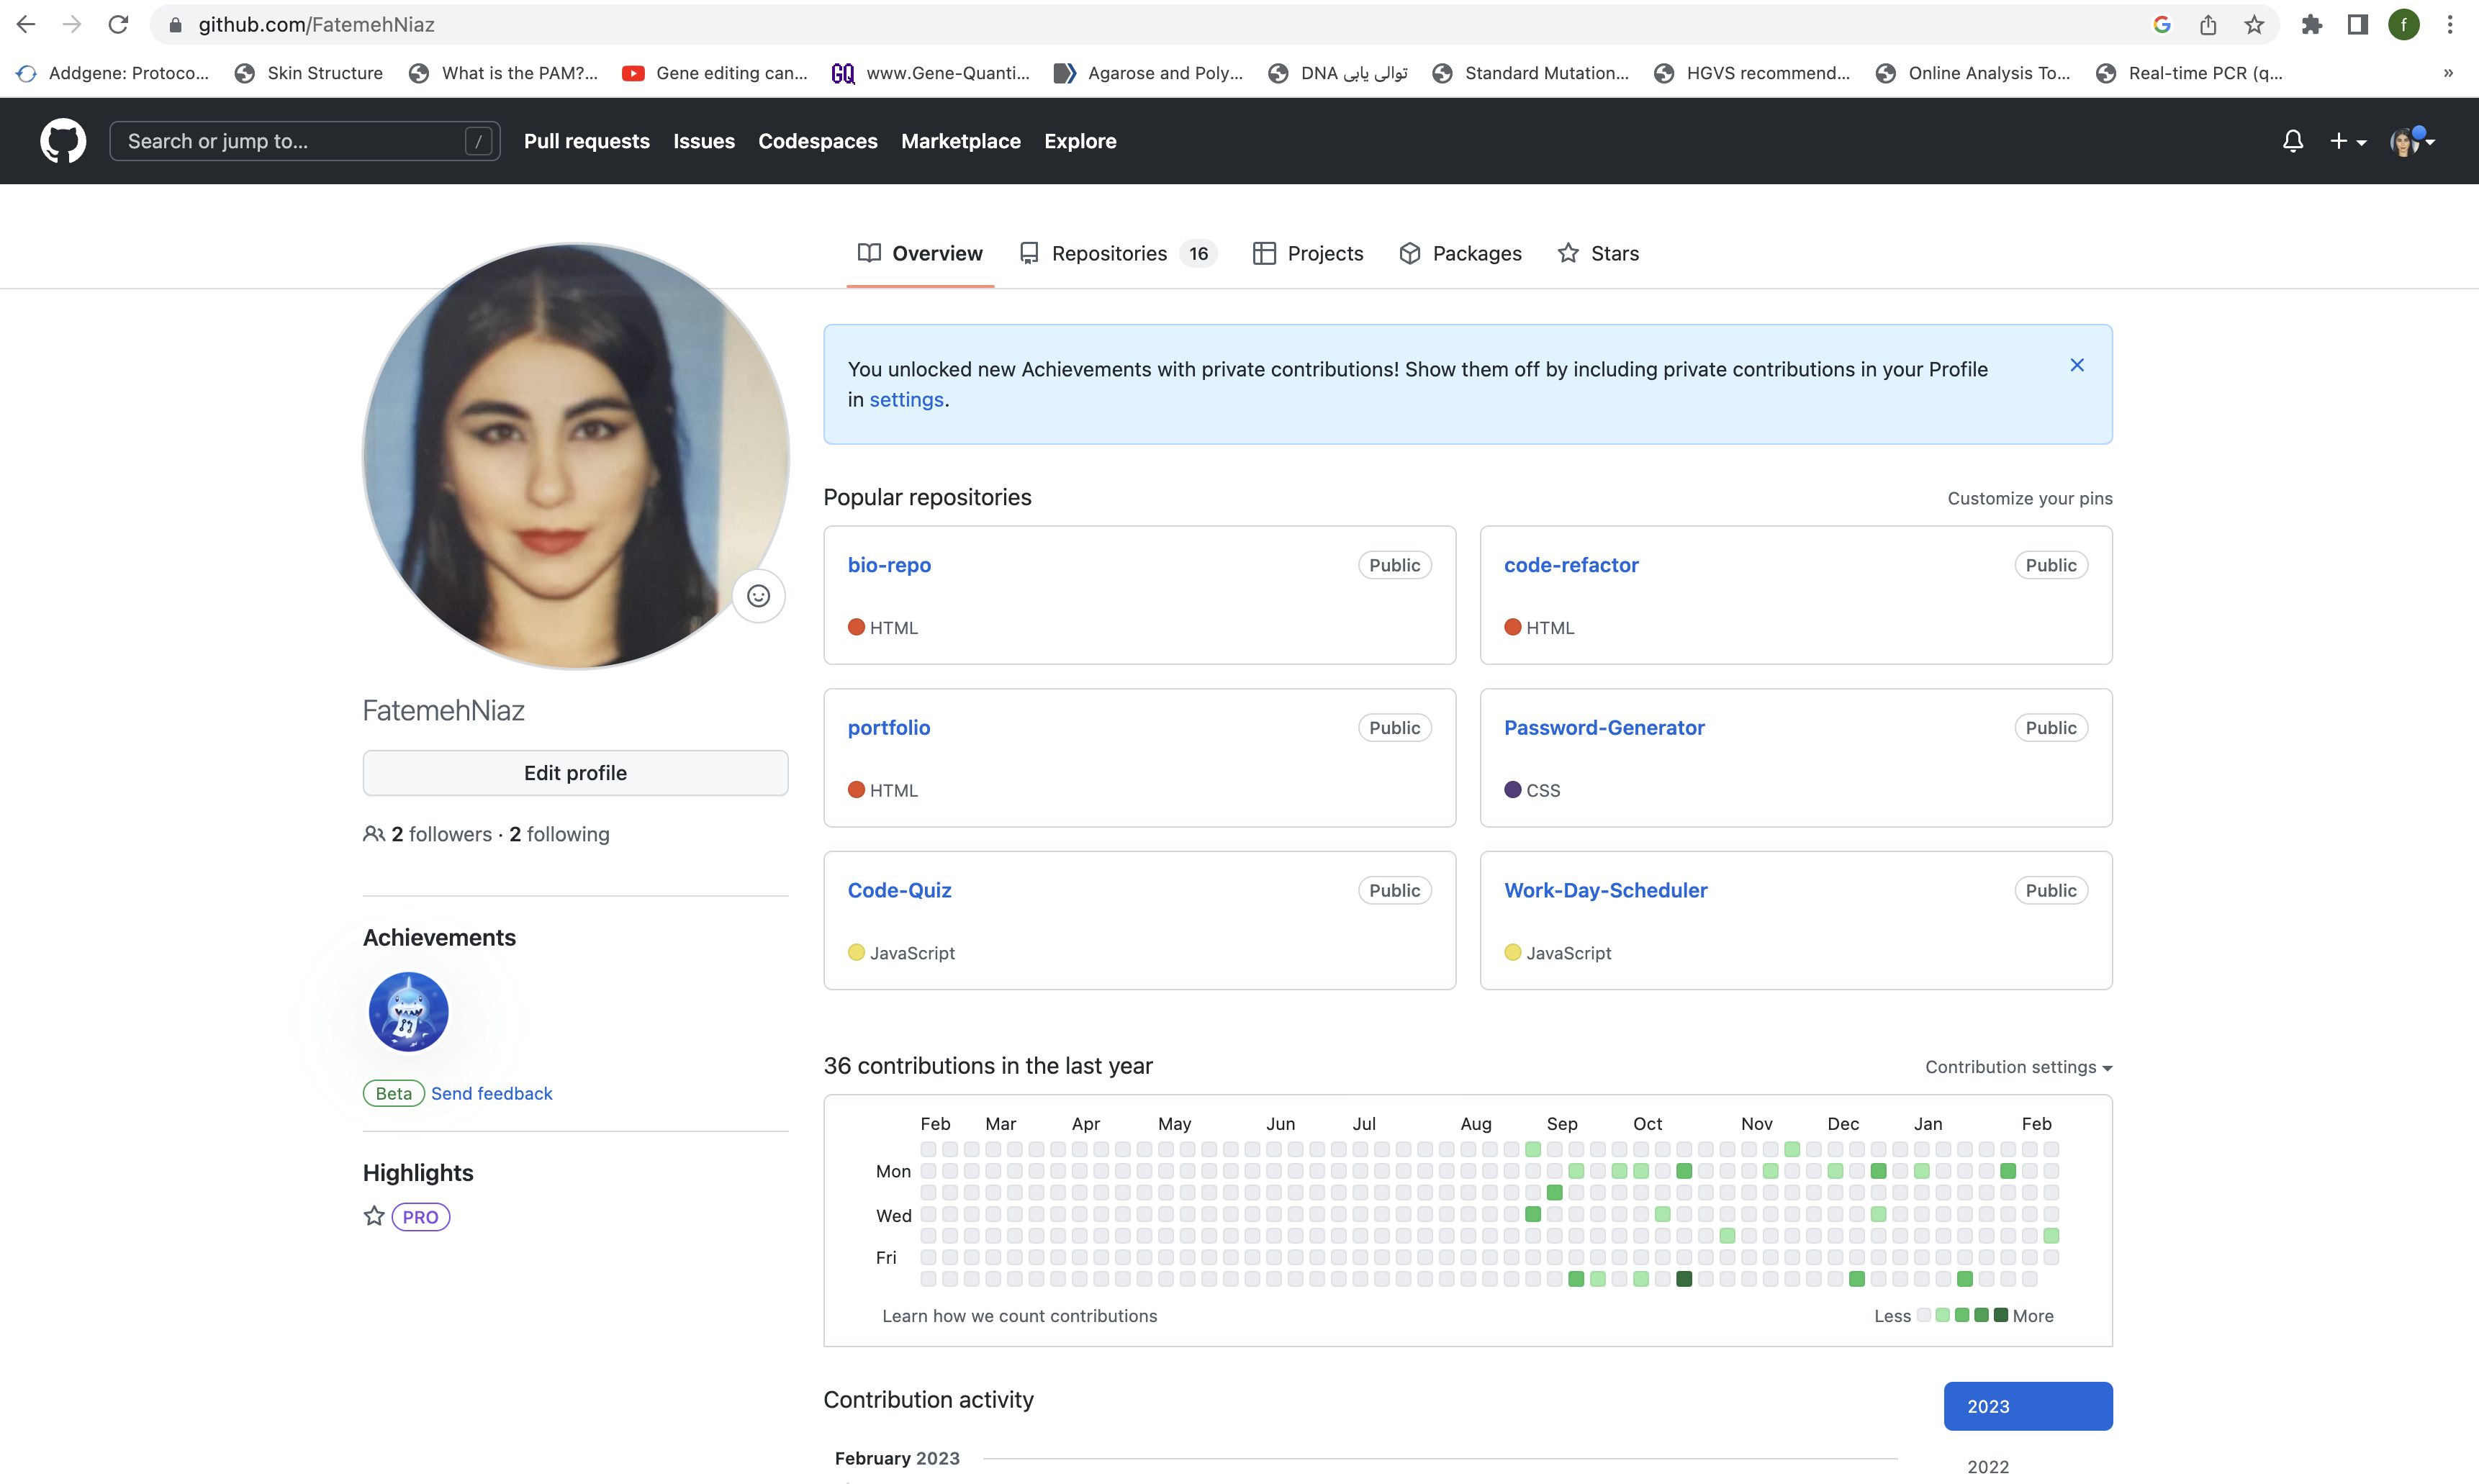 github.com/FatemehNiaz
Addgene: Protoco... Skin Structure What is the PAM?... Gene editing can... GQ www.Gene-Quanti... Agarose and Poly... DNA توالی یابی Standard Mutation... HGVS recommend... Online Analysis To... Real-time PCR (q... »
f
Search or jump to... / Pull requests Issues Codespaces Marketplace Explore
Overview Repositories 16 Projects Packages Stars
You unlocked new Achievements with private contributions! Show them off by including private contributions in your Profile
in settings.
Popular repositories Customize your pins
bio-repo Public
HTML
code-refactor Public
HTML
portfolio Public
HTML
Password-Generator Public
CSS
Code-Quiz Public
JavaScript
Work-Day-Scheduler Public
JavaScript
FatemehNiaz
Edit profile
2 followers · 2 following
Achievements
Beta Send feedback
Highlights
PRO
36 contributions in the last year Contribution settings
Feb Mar Apr May Jun Jul Aug Sep Oct Nov Dec Jan Feb
Mon
Wed
Fri
Learn how we count contributions Less More
Contribution activity
2023
February 2023
2022